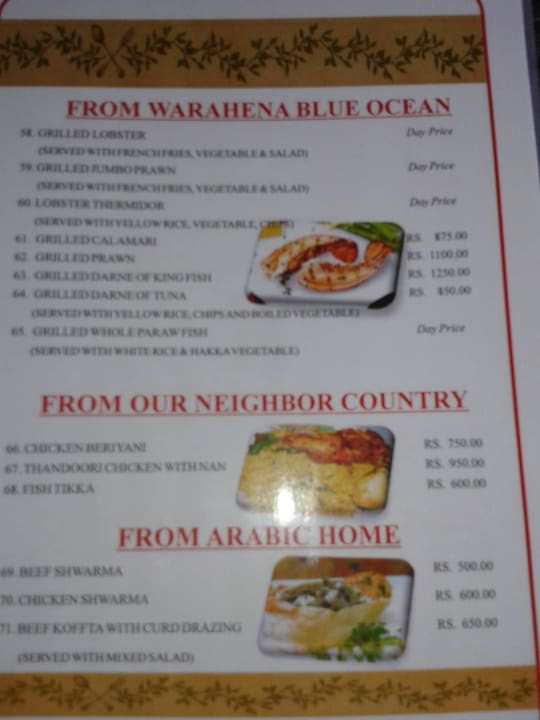 FROM WARAHENA BLUE OCEAN
58. GRILLED LOBSTER Day Price
(SERVED WITH FRENCH FRIES, VEGETABLE & SALAD)
59. GRILLED JUMBO PRAWN Day Price
(SERVED WITH FRENCH FRIES, VEGETABLE & SALAD)
60. LOBSTER THERMIDOR Day Price
(SERVED WITH YELLOW RICE, VEGETABLE, CHIPS)
61. GRILLED CALAMARI RS. 875.00
62. GRILLED PRAWN RS. 1100.00
63. GRILLED DARNE OF KING FISH RS. 1250.00
64. GRILLED DARNE OF TUNA RS. 850.00
(SERVED WITH YELLOW RICE, CHIPS AND BOILED VEGETABLE)
65. GRILLED WHOLE PARAW FISH Day Price
(SERVED WITH WHITE RICE & HAKKA VEGETABLE)
FROM OUR NEIGHBOR COUNTRY
66. CHICKEN BERIYANI RS. 750.00
67. THANDOORI CHICKEN WITH NAN RS. 950.00
68. FISH TIKKA RS. 600.00
FROM ARABIC HOME
69. BEEF SHWARMA RS. 500.00
70. CHICKEN SHWARMA RS. 600.00
71. BEEF KOFFTA WITH CURD DRAZING RS. 650.00
(SERVED WITH MIXED SALAD)